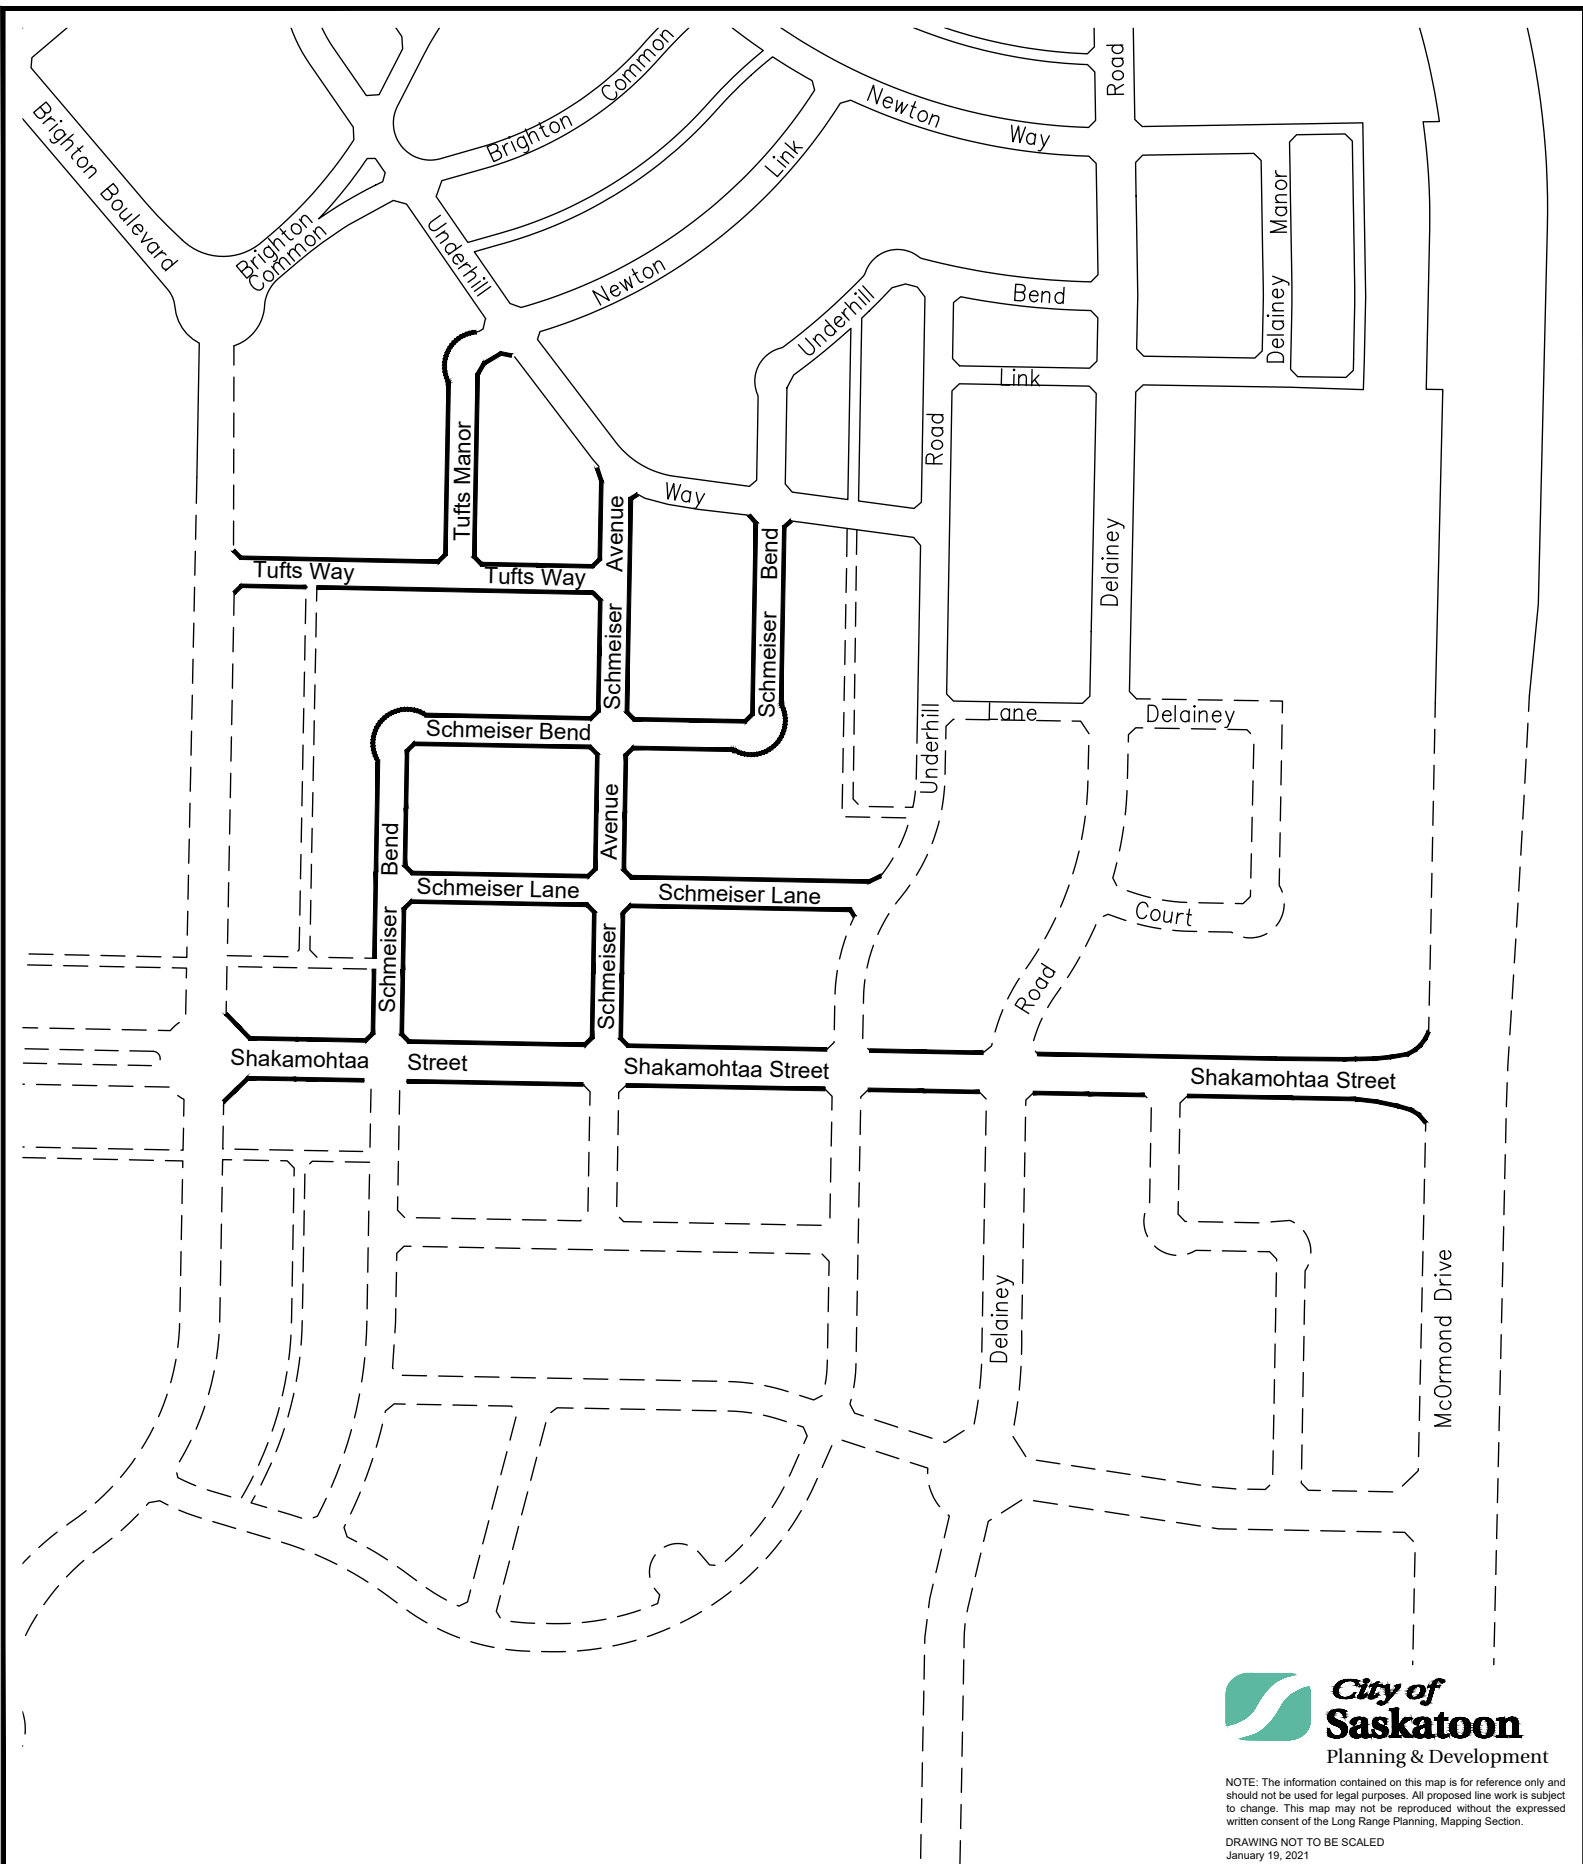 Brighton Boulevard
Brighton Common
Brighton
Common
Newton Way
Road
Newton Link
Underhill
Way
Underhill
Bend
Link
Delainey Manor
Road
Underhill
Tufts Manor
Tufts Way
Tufts Way
Schmeiser Avenue
Schmeiser Bend
Schmeiser Bend
Delainey
Road
Lane
Delainey
Court
Schmeiser Avenue
Schmeiser Bend
Schmeiser Lane
Schmeiser Lane
Shakamohtaa Street
Shakamohtaa Street
Shakamohtaa Street
Delainey
McOrmond Drive
City of
Saskatoon
Planning & Development
NOTE: The information contained on this map is for reference only and
should not be used for legal purposes. All proposed line work is subject
to change. This map may not be reproduced without the expressed
written consent of the Long Range Planning, Mapping Section.
DRAWING NOT TO BE SCALED
January 19, 2021